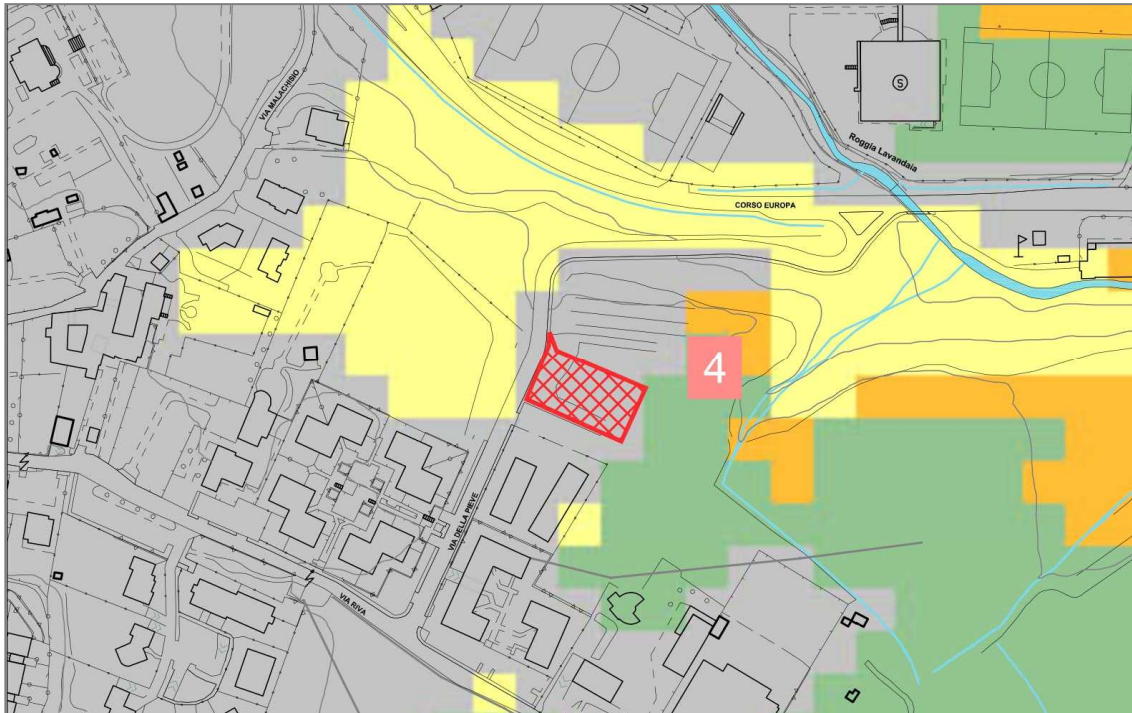 VIA MALACHISIO
S
Roggia Lavandaia
CORSO EUROPA
4
VIA DELLA PIEVE
VIA RIVA